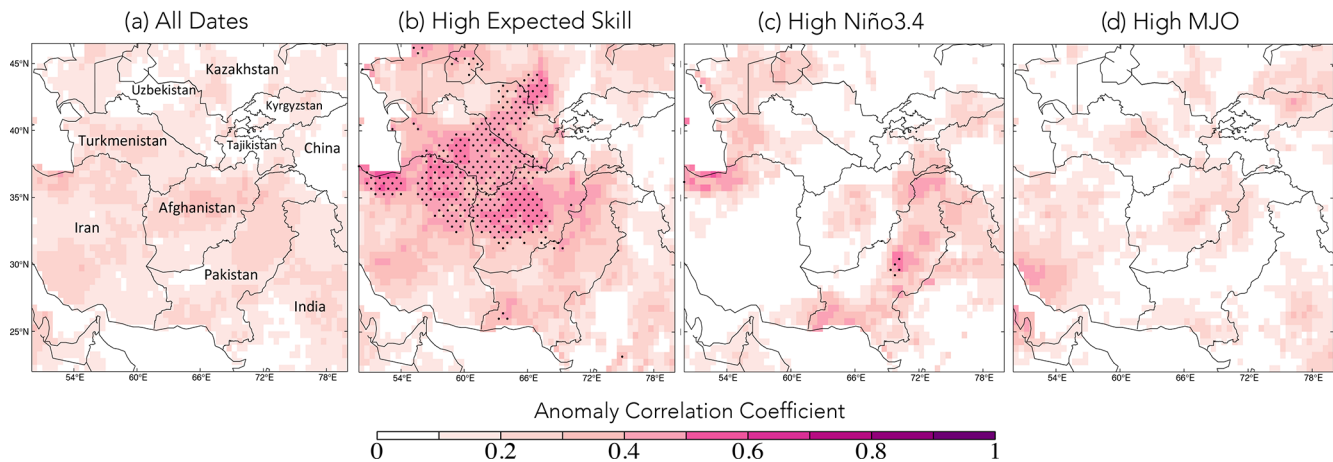 (a) All Dates
(b) High Expected Skill
(c) High Niño3.4
(d) High MJO
45°N
40°N
35°N
30°N
25°N
Kazakhstan
Uzbekistan
Kyrgyzstan
Turkmenistan
Tajikistan
China
Afghanistan
Iran
Pakistan
India
54°E 60°E 66°E 72°E 78°E
54°E 60°E 66°E 72°E 78°E
60°E 66°E 72°E 78°E
54°E 60°E 66°E 72°E 78°E
Anomaly Correlation Coefficient
0 0.2 0.4 0.6 0.8 1